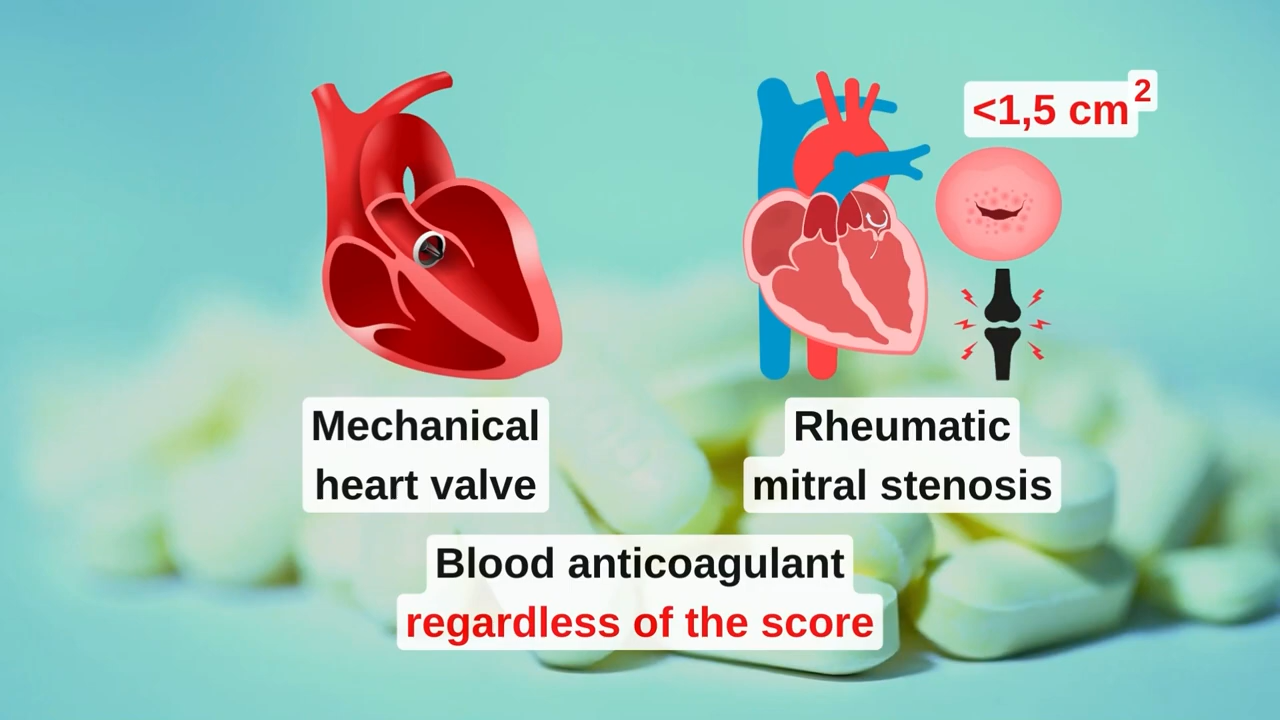 <1,5 cm²
Mechanical
heart valve
Rheumatic
mitral stenosis
Blood anticoagulant
regardless of the score